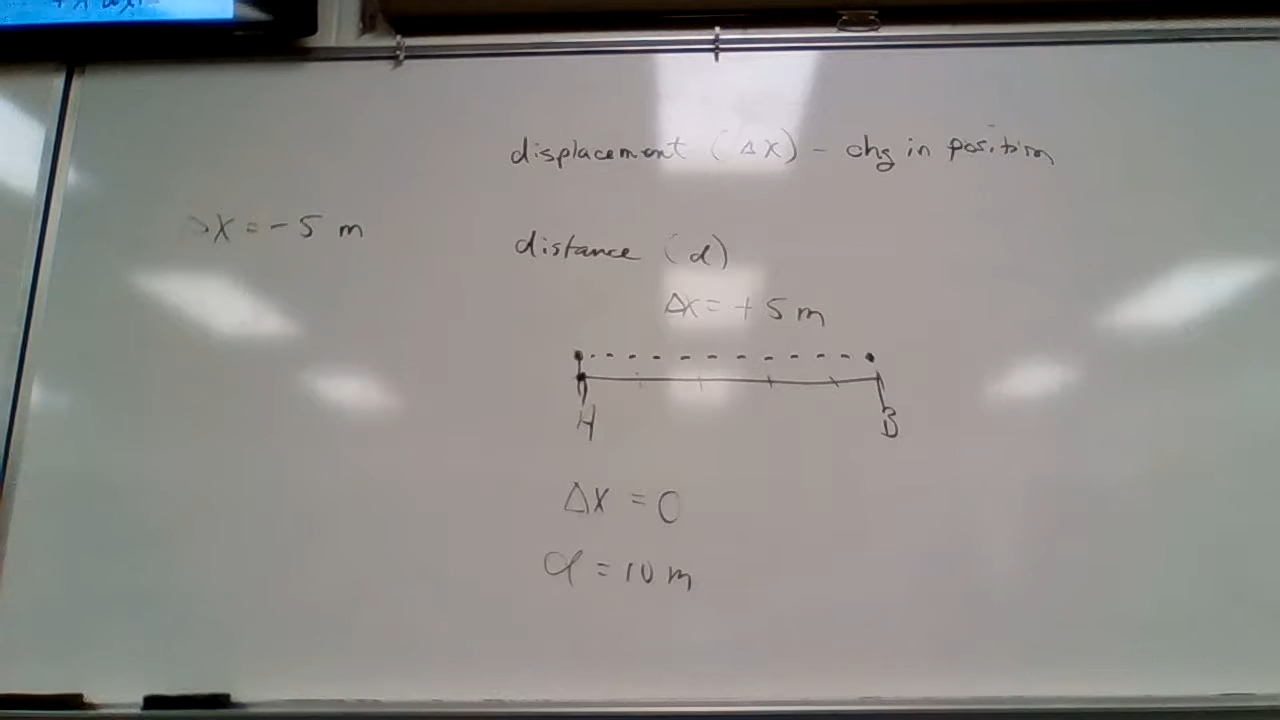 displacement (Δx) - chg in position
Δx = - 5 m
distance (d)
Δx = + 5 m
H
B
Δx = 0
d = 10 m